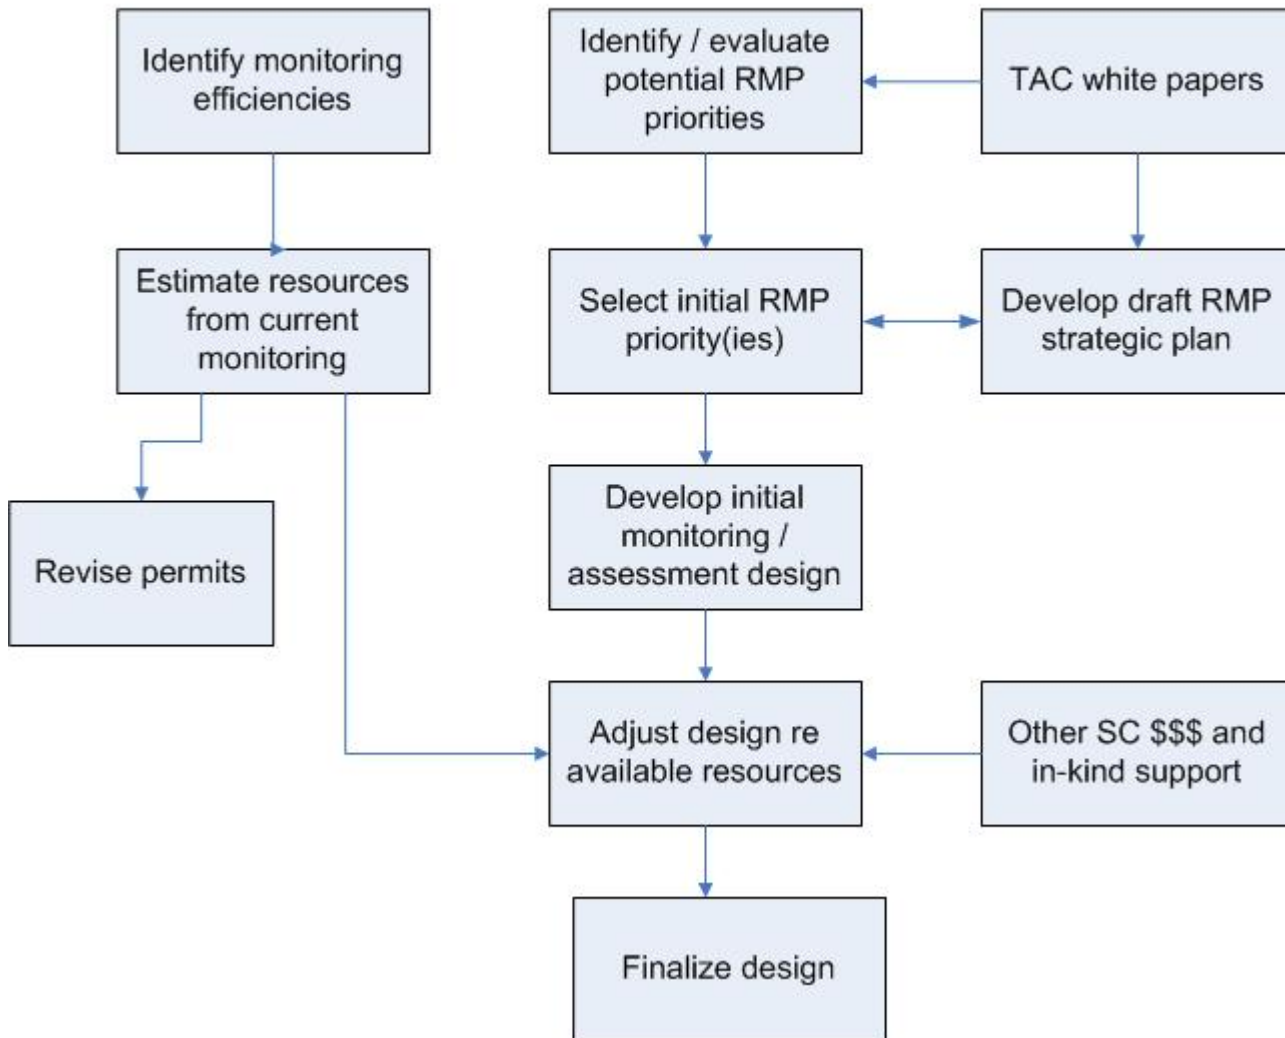 Identify monitoring
efficiencies
Identify / evaluate
potential RMP
priorities
TAC white papers
Estimate resources
from current
monitoring
Select initial RMP
priority(ies)
Develop draft RMP
strategic plan
Revise permits
Develop initial
monitoring /
assessment design
Adjust design re
available resources
Other SC $$$ and
in-kind support
Finalize design